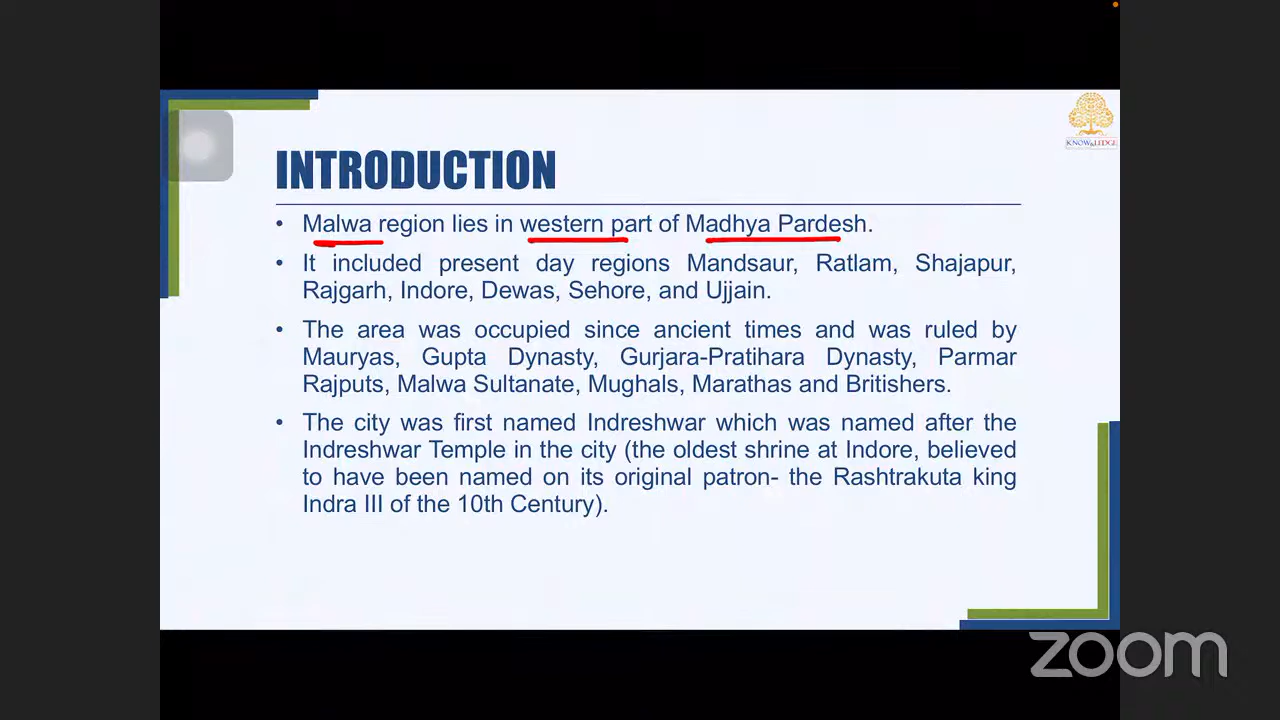 KNOWLEDGE
INTRODUCTION
• Malwa region lies in western part of Madhya Pardesh.
• It included present day regions Mandsaur, Ratlam, Shajapur,
Rajgarh, Indore, Dewas, Sehore, and Ujjain.
• The area was occupied since ancient times and was ruled by
Mauryas, Gupta Dynasty, Gurjara-Pratihara Dynasty, Parmar
Rajputs, Malwa Sultanate, Mughals, Marathas and Britishers.
• The city was first named Indreshwar which was named after the
Indreshwar Temple in the city (the oldest shrine at Indore, believed
to have been named on its original patron- the Rashtrakuta king
Indra III of the 10th Century).
zoom